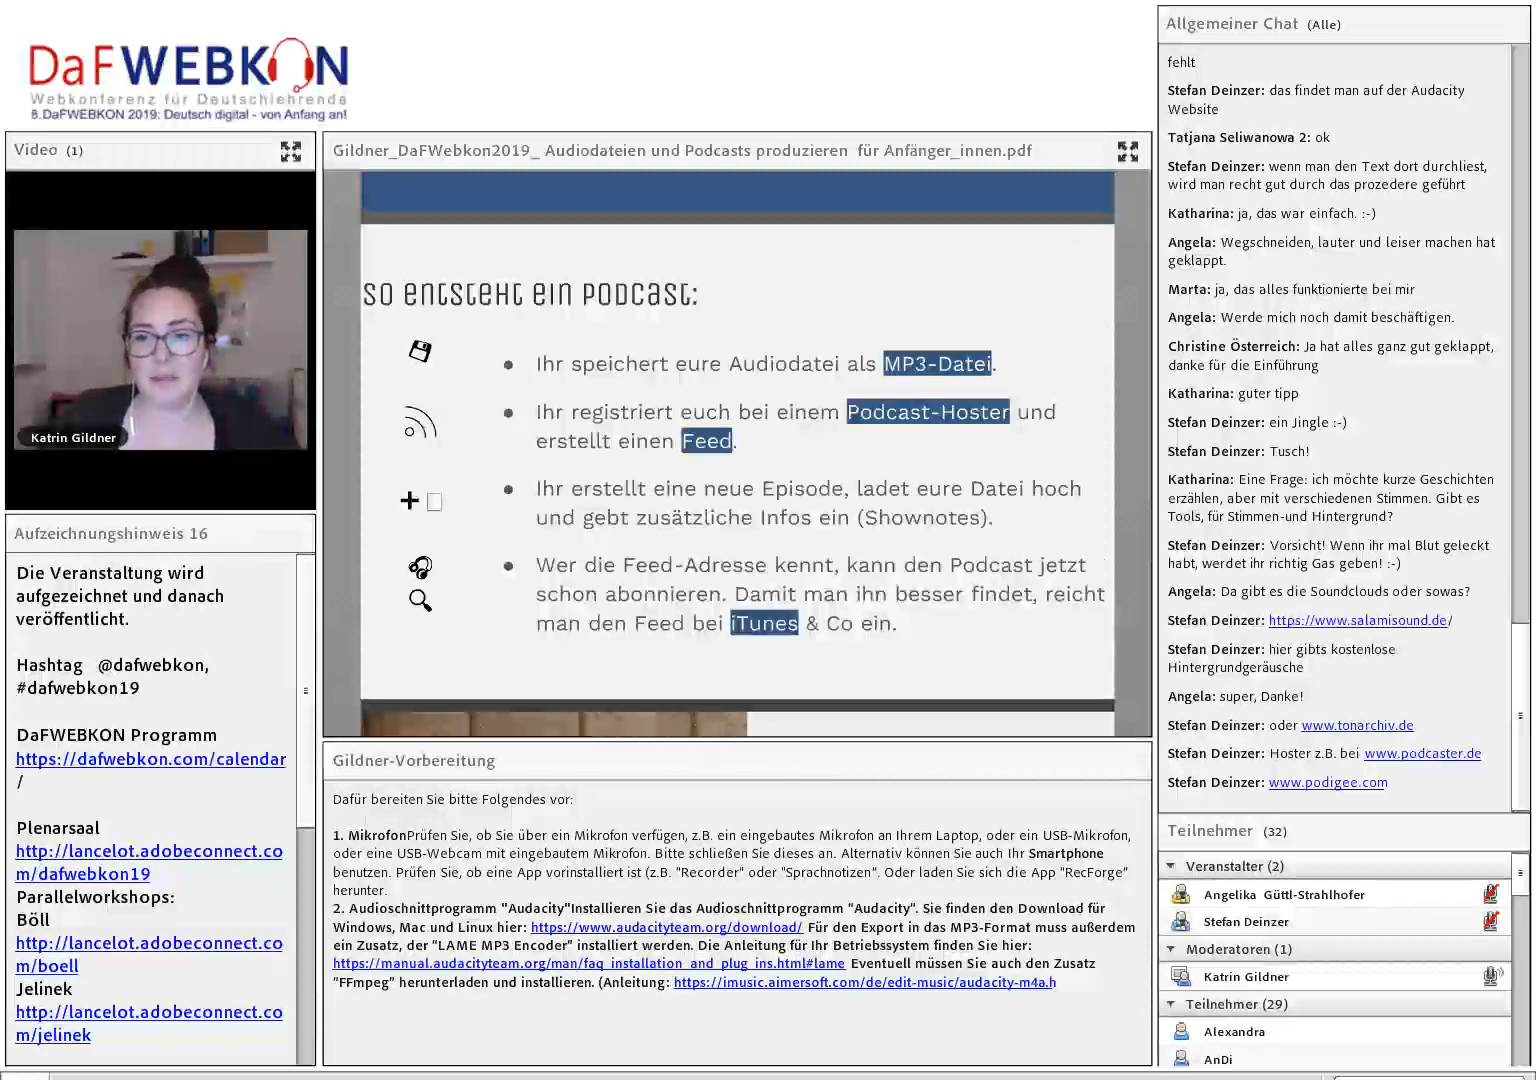 DaFWEBKON
Webkonferenz für Deutschlehrende
8.DaFWEBKON 2019: Deutsch digital - von Anfang an!
Video (1)
Katrin Gildner
Aufzeichnungshinweis 16
Die Veranstaltung wird
aufgezeichnet und danach
veröffentlicht.
Hashtag @dafwebkon,
#dafwebkon19
DaFWEBKON Programm
https://dafwebkon.com/calendar
/
Plenarsaal
http://lancelot.adobeconnect.co
m/dafwebkon19
Parallelworkshops:
Böll
http://lancelot.adobeconnect.co
m/boell
Jelinek
http://lancelot.adobeconnect.co
m/jelinek
Gildner_DaFWebkon2019_ Audiodateien und Podcasts produzieren für Anfänger_innen.pdf
so entsteht ein Podcast:
• Ihr speichert eure Audiodatei als MP3-Datei.
• Ihr registriert euch bei einem Podcast-Hoster und
erstellt einen Feed.
• Ihr erstellt eine neue Episode, ladet eure Datei hoch
und gebt zusätzliche Infos ein (Shownotes).
• Wer die Feed-Adresse kennt, kann den Podcast jetzt
schon abonnieren. Damit man ihn besser findet, reicht
man den Feed bei iTunes & Co ein.
Gildner-Vorbereitung
Dafür bereiten Sie bitte Folgendes vor:
1. MikrofonPrüfen Sie, ob Sie über ein Mikrofon verfügen, z.B. ein eingebautes Mikrofon an Ihrem Laptop, oder ein USB-Mikrofon,
oder eine USB-Webcam mit eingebautem Mikrofon. Bitte schließen Sie dieses an. Alternativ können Sie auch Ihr Smartphone
benutzen. Prüfen Sie, ob eine App vorinstalliert ist (z.B. "Recorder" oder "Sprachnotizen". Oder laden Sie sich die App "RecForge"
herunter.
2. Audioschnittprogramm "Audacity"Installieren Sie das Audioschnittprogramm "Audacity". Sie finden den Download für
Windows, Mac und Linux hier: https://www.audacityteam.org/download/ Für den Export in das MP3-Format muss außerdem
ein Zusatz, der "LAME MP3 Encoder" installiert werden. Die Anleitung für Ihr Betriebssystem finden Sie hier:
https://manual.audacityteam.org/man/faq_installation_and_plug_ins.html#lame Eventuell müssen Sie auch den Zusatz
"FFmpeg" herunterladen und installieren. (Anleitung: https://imusic.aimersoft.com/de/edit-music/audacity-m4a.h
Allgemeiner Chat (Alle)
fehlt
Stefan Deinzer: das findet man auf der Audacity
Website
Tatjana Seliwanowa 2: ok
Stefan Deinzer: wenn man den Text dort durchliest,
wird man recht gut durch das prozedere geführt
Katharina: ja, das war einfach. :-)
Angela: Wegschneiden, lauter und leiser machen hat
geklappt.
Marta: ja, das alles funktionierte bei mir
Angela: Werde mich noch damit beschäftigen.
Christine Österreich: Ja hat alles ganz gut geklappt,
danke für die Einführung
Katharina: guter tipp
Stefan Deinzer: ein Jingle :-)
Stefan Deinzer: Tusch!
Katharina: Eine Frage: ich möchte kurze Geschichten
erzählen, aber mit verschiedenen Stimmen. Gibt es
Tools, für Stimmen-und Hintergrund?
Stefan Deinzer: Vorsicht! Wenn ihr mal Blut geleckt
habt, werdet ihr richtig Gas geben! :-)
Angela: Da gibt es die Soundclouds oder sowas?
Stefan Deinzer: https://www.salamisound.de/
Stefan Deinzer: hier gibts kostenlose
Hintergrundgeräusche
Angela: super, Danke!
Stefan Deinzer: oder www.tonarchiv.de
Stefan Deinzer: Hoster z.B. bei www.podcaster.de
Stefan Deinzer: www.podigee.com
Teilnehmer (32)
Veranstalter (2)
Angelika Güttl-Strahlhofer
Stefan Deinzer
Moderatoren (1)
Katrin Gildner
Teilnehmer (29)
Alexandra
AnDi